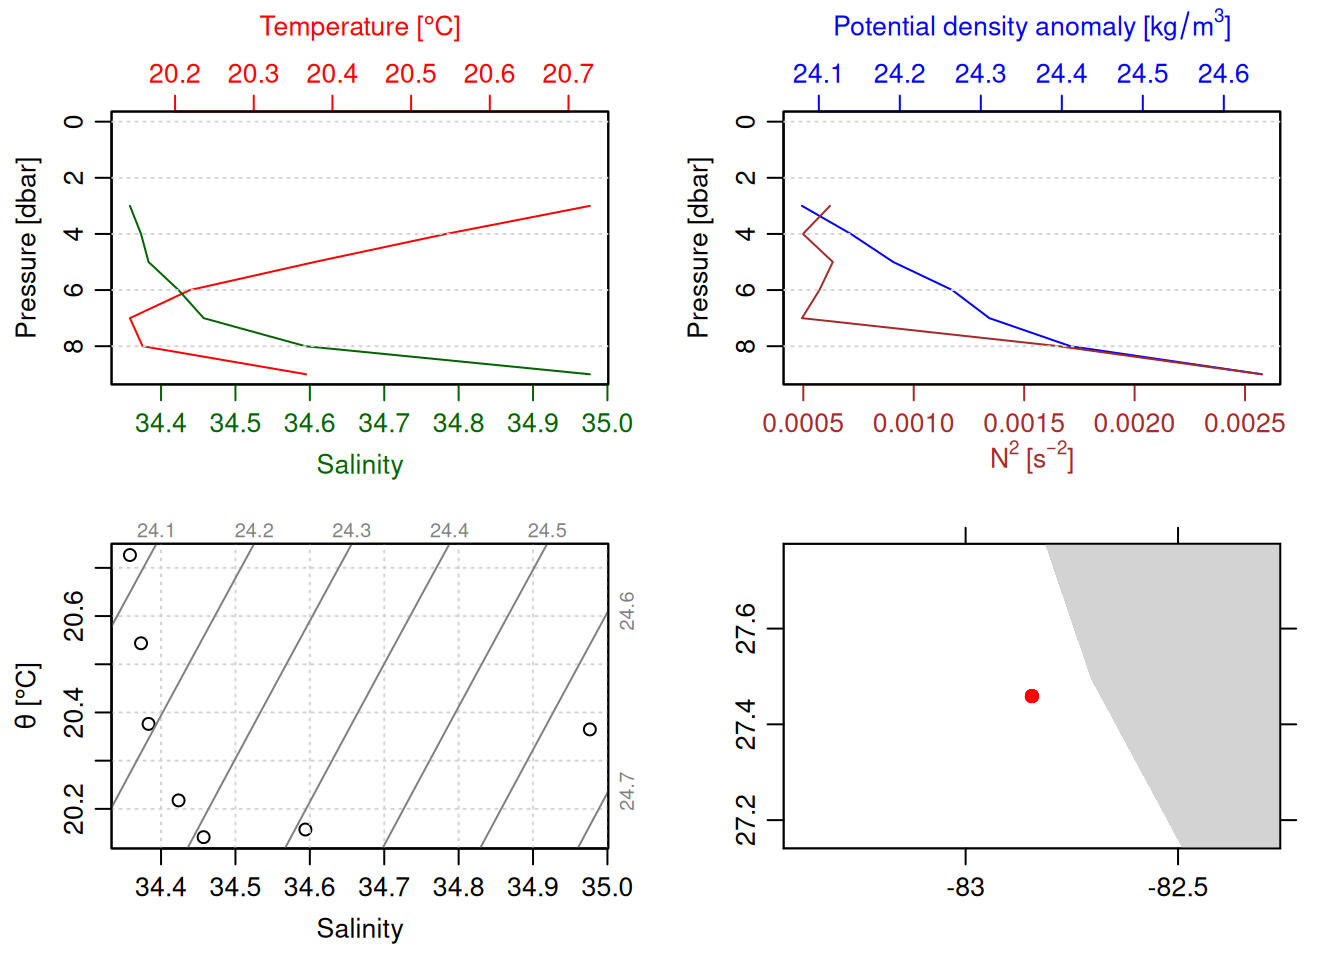 Temperature [°C]
20.2 20.3 20.4 20.5 20.6 20.7
0
2
4
6
8
Pressure [dbar]
34.4 34.5 34.6 34.7 34.8 34.9 35.0
Salinity
Potential density anomaly [kg/m³]
24.1 24.2 24.3 24.4 24.5 24.6
0
2
4
6
8
Pressure [dbar]
0.0005 0.0010 0.0015 0.0020 0.0025
N² [s⁻²]
24.1 24.2 24.3 24.4 24.5
24.6
24.7
20.6
20.4
20.2
θ [°C]
34.4 34.5 34.6 34.7 34.8 34.9 35.0
Salinity
27.6
27.4
27.2
-83 -82.5